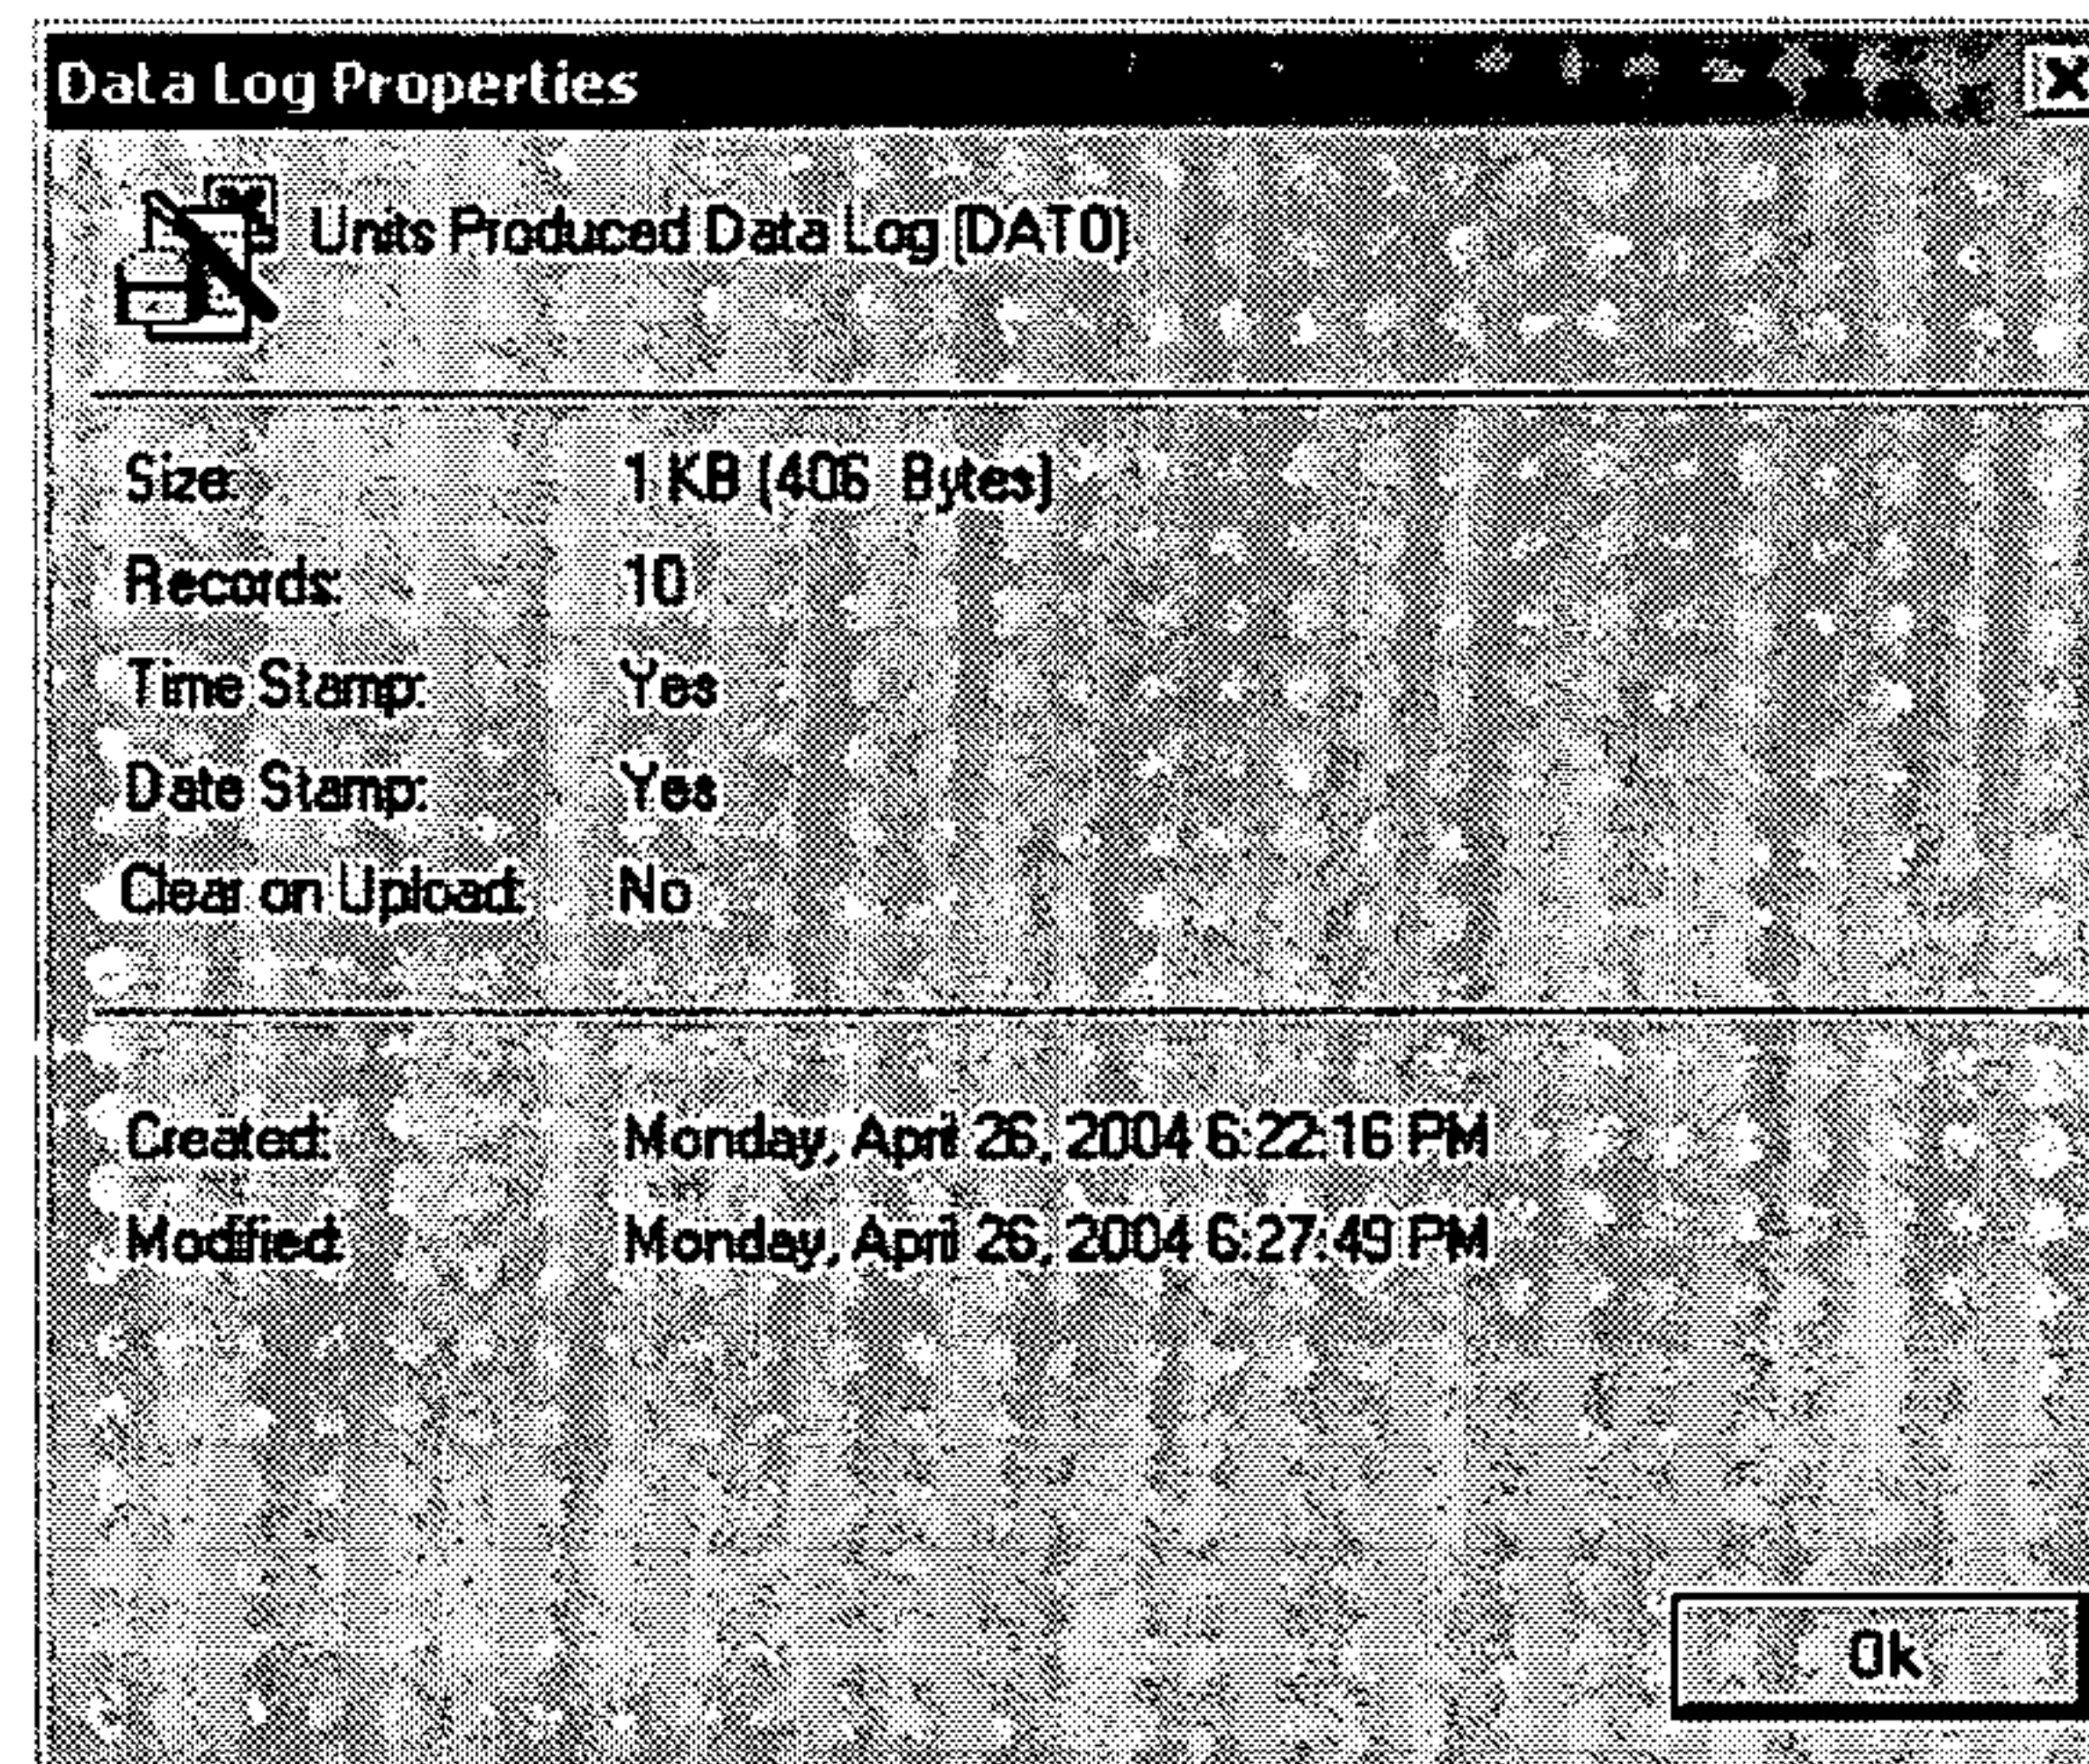 Data Log Properties
Units Produced Data Log (DAT0)
Size: 1 KB (406 Bytes)
Records: 10
Time Stamp: Yes
Date Stamp: Yes
Clear on Upload: No
Created: Monday, April 26, 2004 6:22:16 PM
Modified: Monday, April 26, 2004 6:27:49 PM
Ok